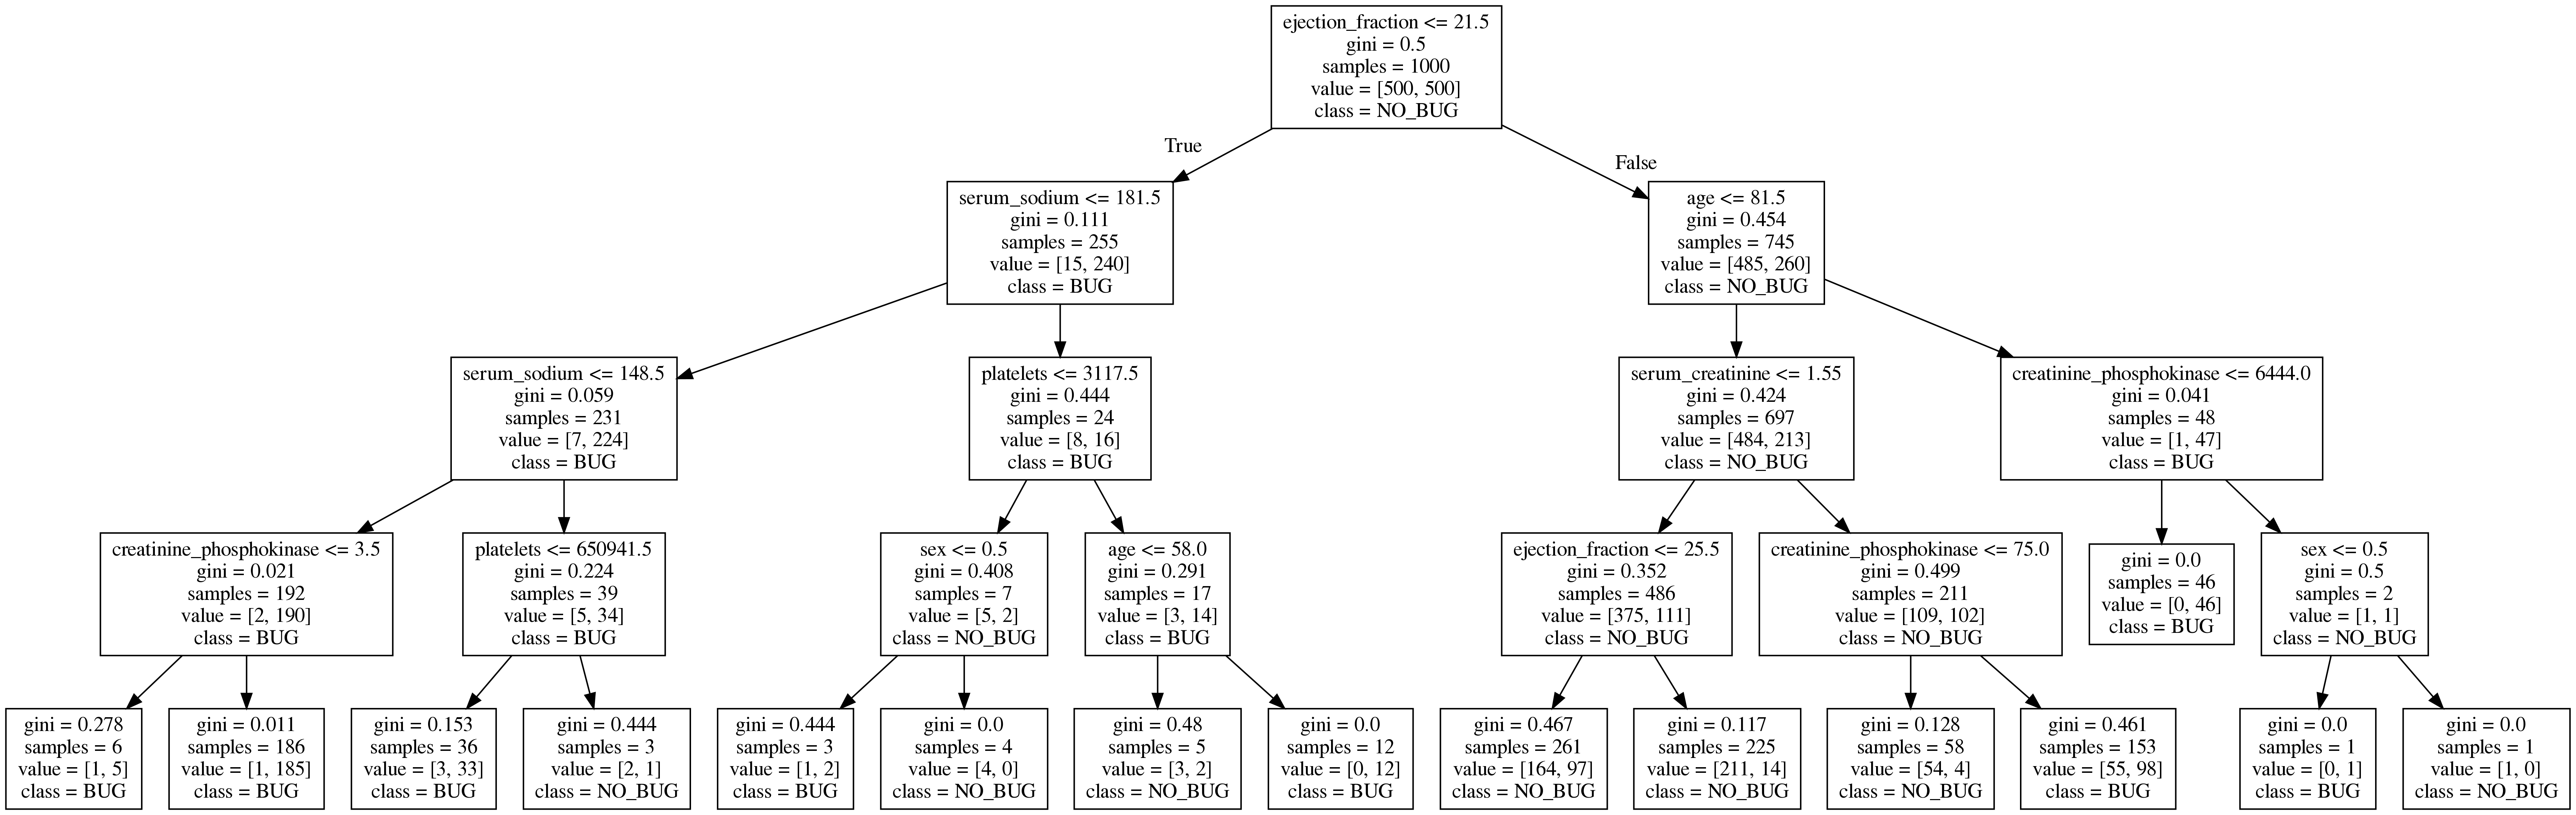 ejection_fraction <= 21.5
gini = 0.5
samples = 1000
value = [500, 500]
class = NO_BUG
True
False
serum_sodium <= 181.5
gini = 0.111
samples = 255
value = [15, 240]
class = BUG
age <= 81.5
gini = 0.454
samples = 745
value = [485, 260]
class = NO_BUG
serum_sodium <= 148.5
gini = 0.059
samples = 231
value = [7, 224]
class = BUG
platelets <= 3117.5
gini = 0.444
samples = 24
value = [8, 16]
class = BUG
serum_creatinine <= 1.55
gini = 0.424
samples = 697
value = [484, 213]
class = NO_BUG
creatinine_phosphokinase <= 6444.0
gini = 0.041
samples = 48
value = [1, 47]
class = BUG
creatinine_phosphokinase <= 3.5
gini = 0.021
samples = 192
value = [2, 190]
class = BUG
platelets <= 650941.5
gini = 0.224
samples = 39
value = [5, 34]
class = BUG
sex <= 0.5
gini = 0.408
samples = 7
value = [5, 2]
class = NO_BUG
age <= 58.0
gini = 0.291
samples = 17
value = [3, 14]
class = BUG
ejection_fraction <= 25.5
gini = 0.352
samples = 486
value = [375, 111]
class = NO_BUG
creatinine_phosphokinase <= 75.0
gini = 0.499
samples = 211
value = [109, 102]
class = NO_BUG
gini = 0.0
samples = 46
value = [0, 46]
class = BUG
sex <= 0.5
gini = 0.5
samples = 2
value = [1, 1]
class = NO_BUG
gini = 0.278
samples = 6
value = [1, 5]
class = BUG
gini = 0.011
samples = 186
value = [1, 185]
class = BUG
gini = 0.153
samples = 36
value = [3, 33]
class = BUG
gini = 0.444
samples = 3
value = [2, 1]
class = NO_BUG
gini = 0.444
samples = 3
value = [1, 2]
class = BUG
gini = 0.0
samples = 4
value = [4, 0]
class = NO_BUG
gini = 0.48
samples = 5
value = [3, 2]
class = NO_BUG
gini = 0.0
samples = 12
value = [0, 12]
class = BUG
gini = 0.467
samples = 261
value = [164, 97]
class = NO_BUG
gini = 0.117
samples = 225
value = [211, 14]
class = NO_BUG
gini = 0.128
samples = 58
value = [54, 4]
class = NO_BUG
gini = 0.461
samples = 153
value = [55, 98]
class = BUG
gini = 0.0
samples = 1
value = [0, 1]
class = BUG
gini = 0.0
samples = 1
value = [1, 0]
class = NO_BUG